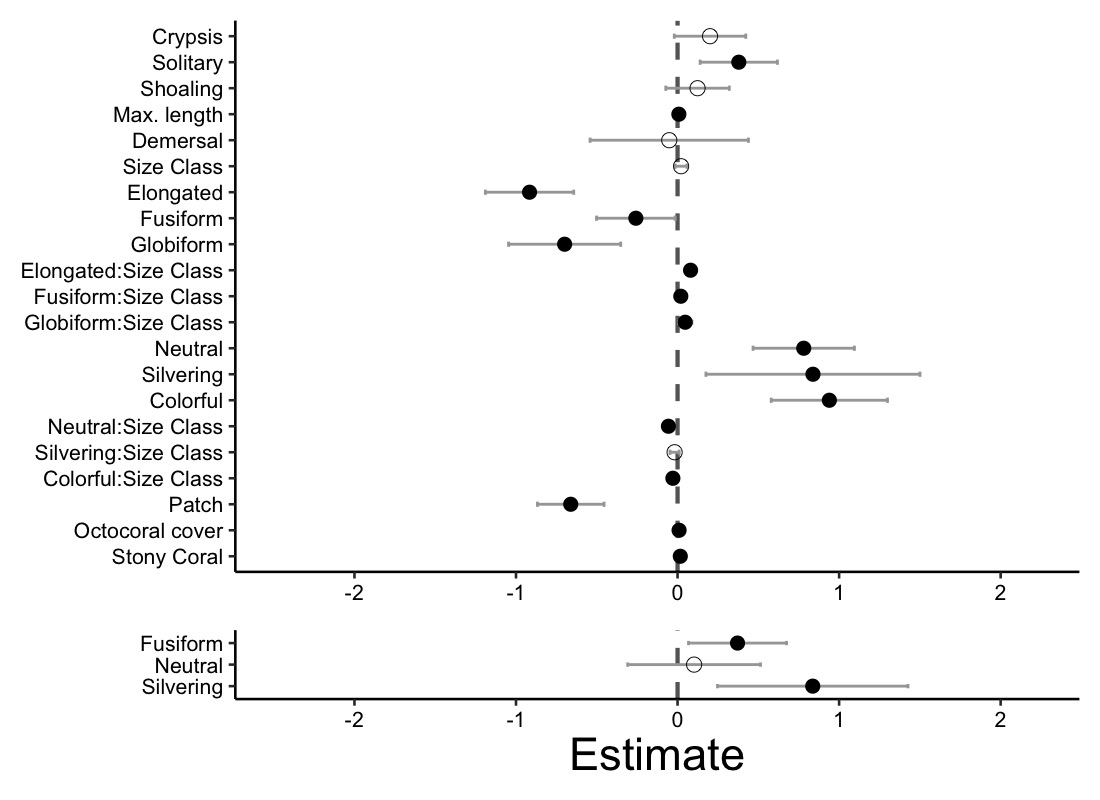 Crypsis
Solitary
Shoaling
Max. length
Demersal
Size Class
Elongated
Fusiform
Globiform
Elongated:Size Class
Fusiform:Size Class
Globiform:Size Class
Neutral
Silvering
Colorful
Neutral:Size Class
Silvering:Size Class
Colorful:Size Class
Patch
Octocoral cover
Stony Coral
-2 -1 0 1 2
Fusiform
Neutral
Silvering
-2 -1 0 1 2
Estimate